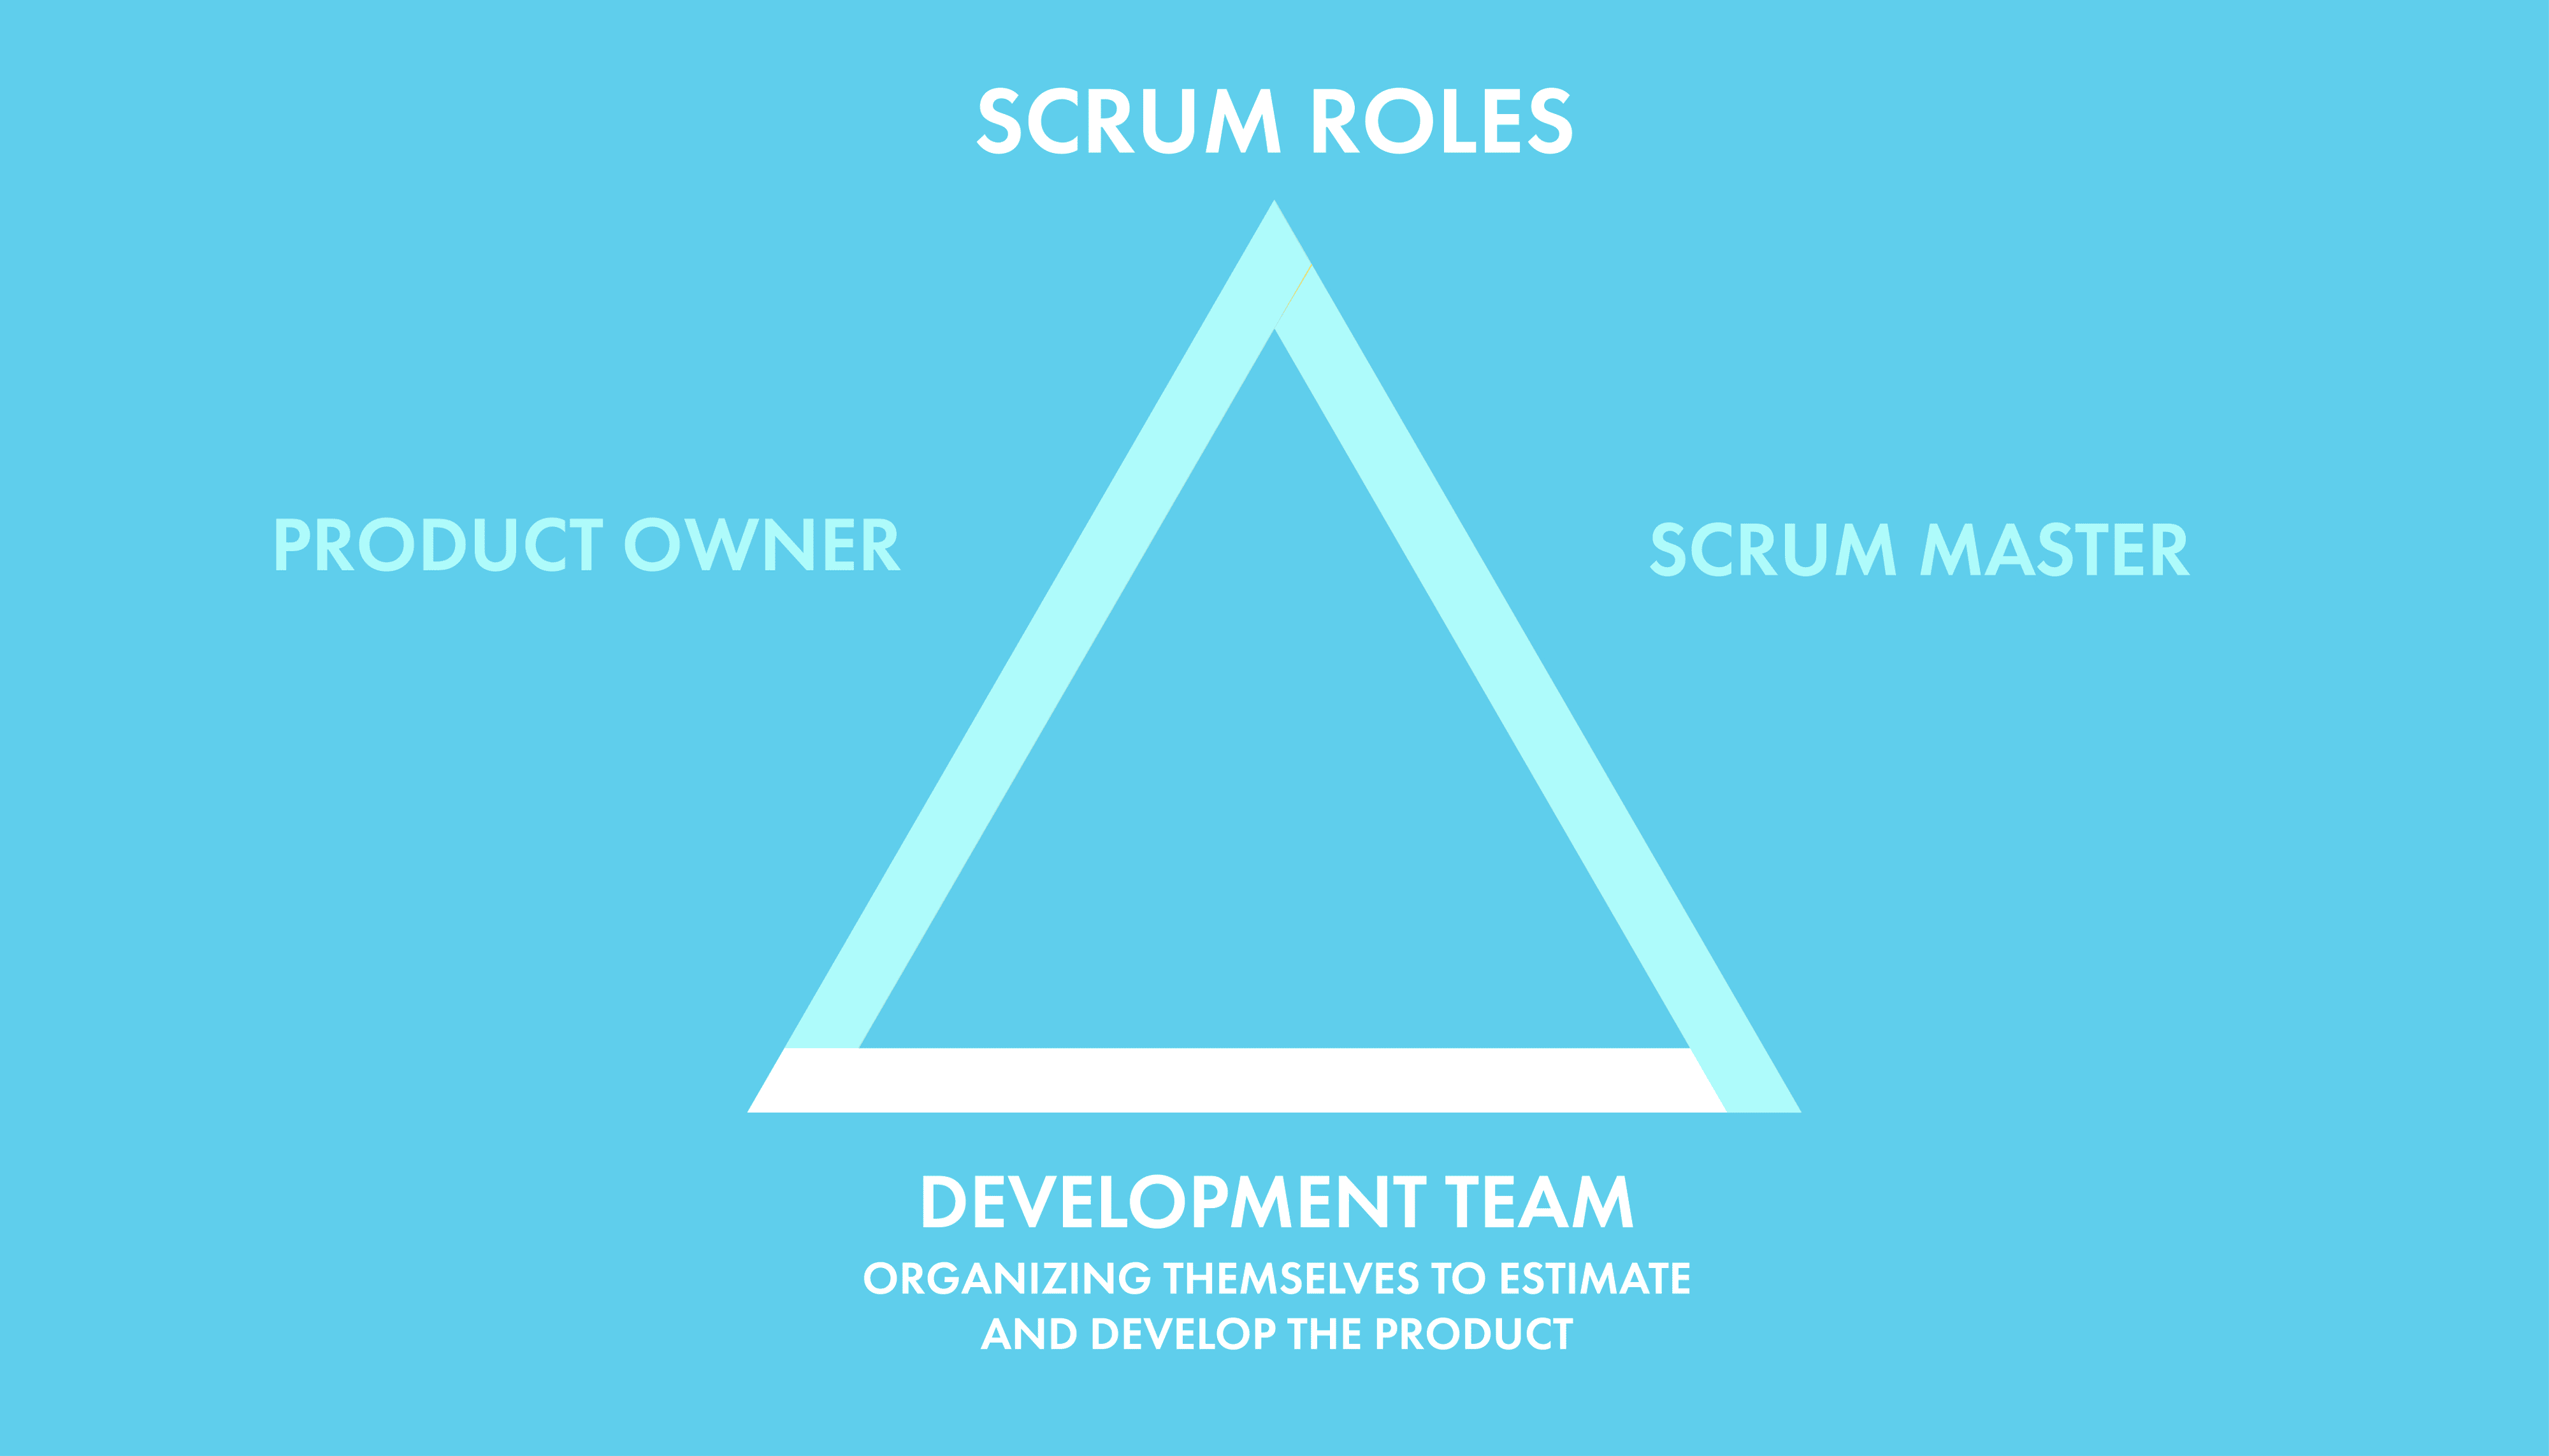 SCRUM ROLES
PRODUCT OWNER
SCRUM MASTER
DEVELOPMENT TEAM
ORGANIZING THEMSELVES TO ESTIMATE
AND DEVELOP THE PRODUCT